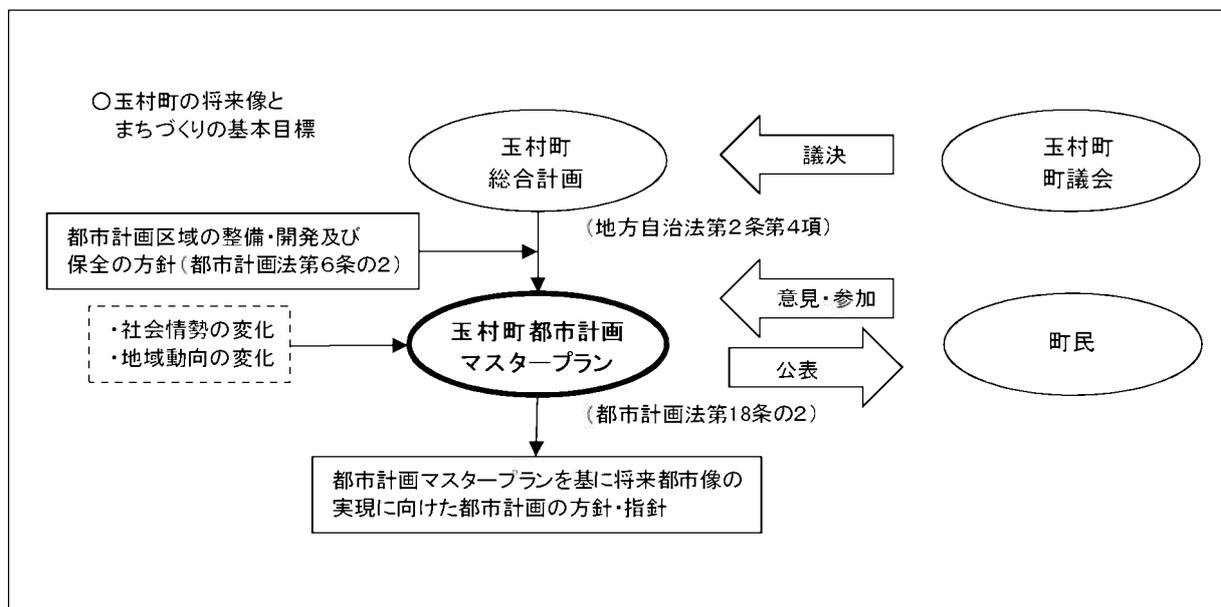 ○玉村町の将来像と
まちづくりの基本目標
玉村町
総合計画
議決
玉村町
町議会
(地方自治法第2条第4項)
都市計画区域の整備・開発及び
保全の方針(都市計画法第6条の2)
意見・参加
・社会情勢の変化
・地域動向の変化
玉村町都市計画
マスタープラン
町民
公表
(都市計画法第18条の2)
都市計画マスタープランを基に将来都市像の
実現に向けた都市計画の方針・指針